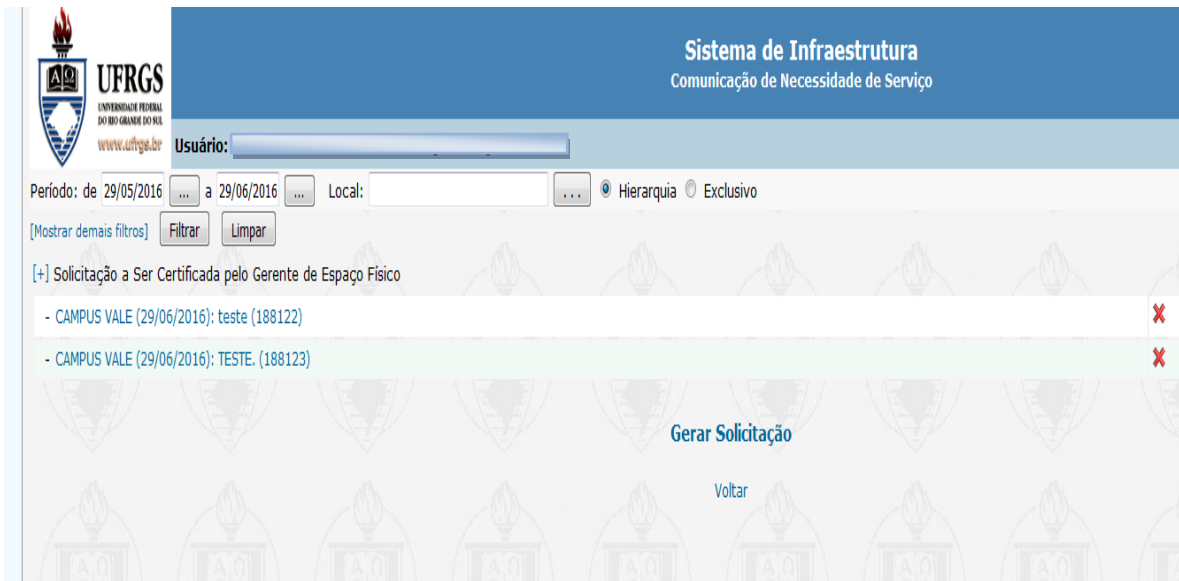 Sistema de Infraestrutura
Comunicação de Necessidade de Serviço
ΑΩ
UFRGS
UNIVERSIDADE FEDERAL
DO RIO GRANDE DO SUL
www.ufrgs.br
Usuário:
Período: de 29/05/2016 ... a 29/06/2016 ... Local: ... Hierarquia Exclusivo
[Mostrar demais filtros] Filtrar Limpar
[+] Solicitação a Ser Certificada pelo Gerente de Espaço Físico
- CAMPUS VALE (29/06/2016): teste (188122)
- CAMPUS VALE (29/06/2016): TESTE. (188123)
Gerar Solicitação
Voltar